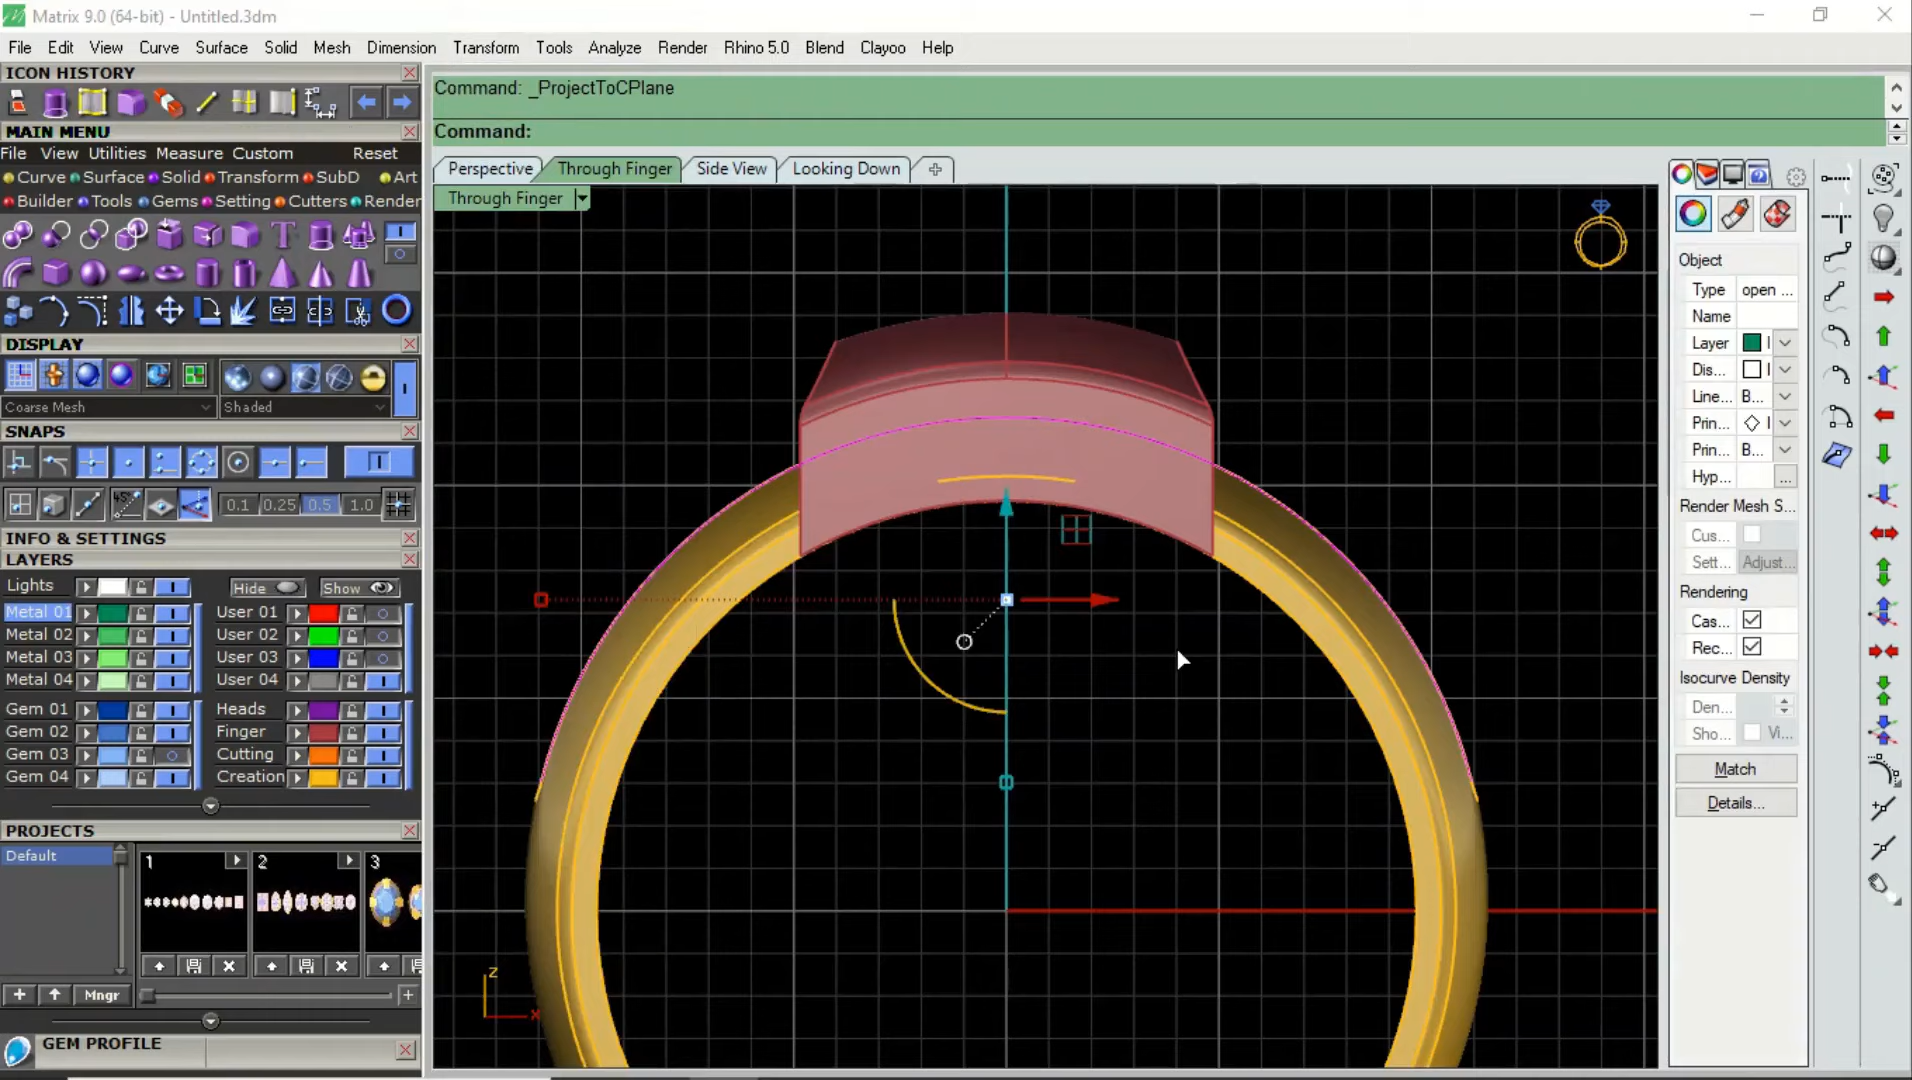 Matrix 9.0 (64-bit) - Untitled.3dm
File Edit View Curve Surface Solid Mesh Dimension Transform Tools Analyze Render Rhino 5.0 Blend Clayoo Help
ICON HISTORY
MAIN MENU
File View Utilities Measure Custom Reset
Curve Surface Solid Transform SubD Art
Builder Tools Gems Setting Cutters Render
DISPLAY
Coarse Mesh Shaded
SNAPS
45°
0.1 0.25 0.5 1.0
INFO & SETTINGS
LAYERS
Lights Hide Show
Metal 01 User 01
Metal 02 User 02
Metal 03 User 03
Metal 04 User 04
Gem 01 Heads
Gem 02 Finger
Gem 03 Cutting
Gem 04 Creation
PROJECTS
Default
1 2 3
Mngr
GEM PROFILE
Command: _ProjectToCPlane
Command:
Perspective Through Finger Side View Looking Down
Through Finger
z
x
Object
Type open ...
Name
Layer
Dis...
Line... B...
Prin...
Prin... B...
Hyp... ...
Render Mesh S...
Cus...
Sett... Adjust...
Rendering
Cas...
Rec...
Isocurve Density
Den...
Sho... Vi...
Match
Details...